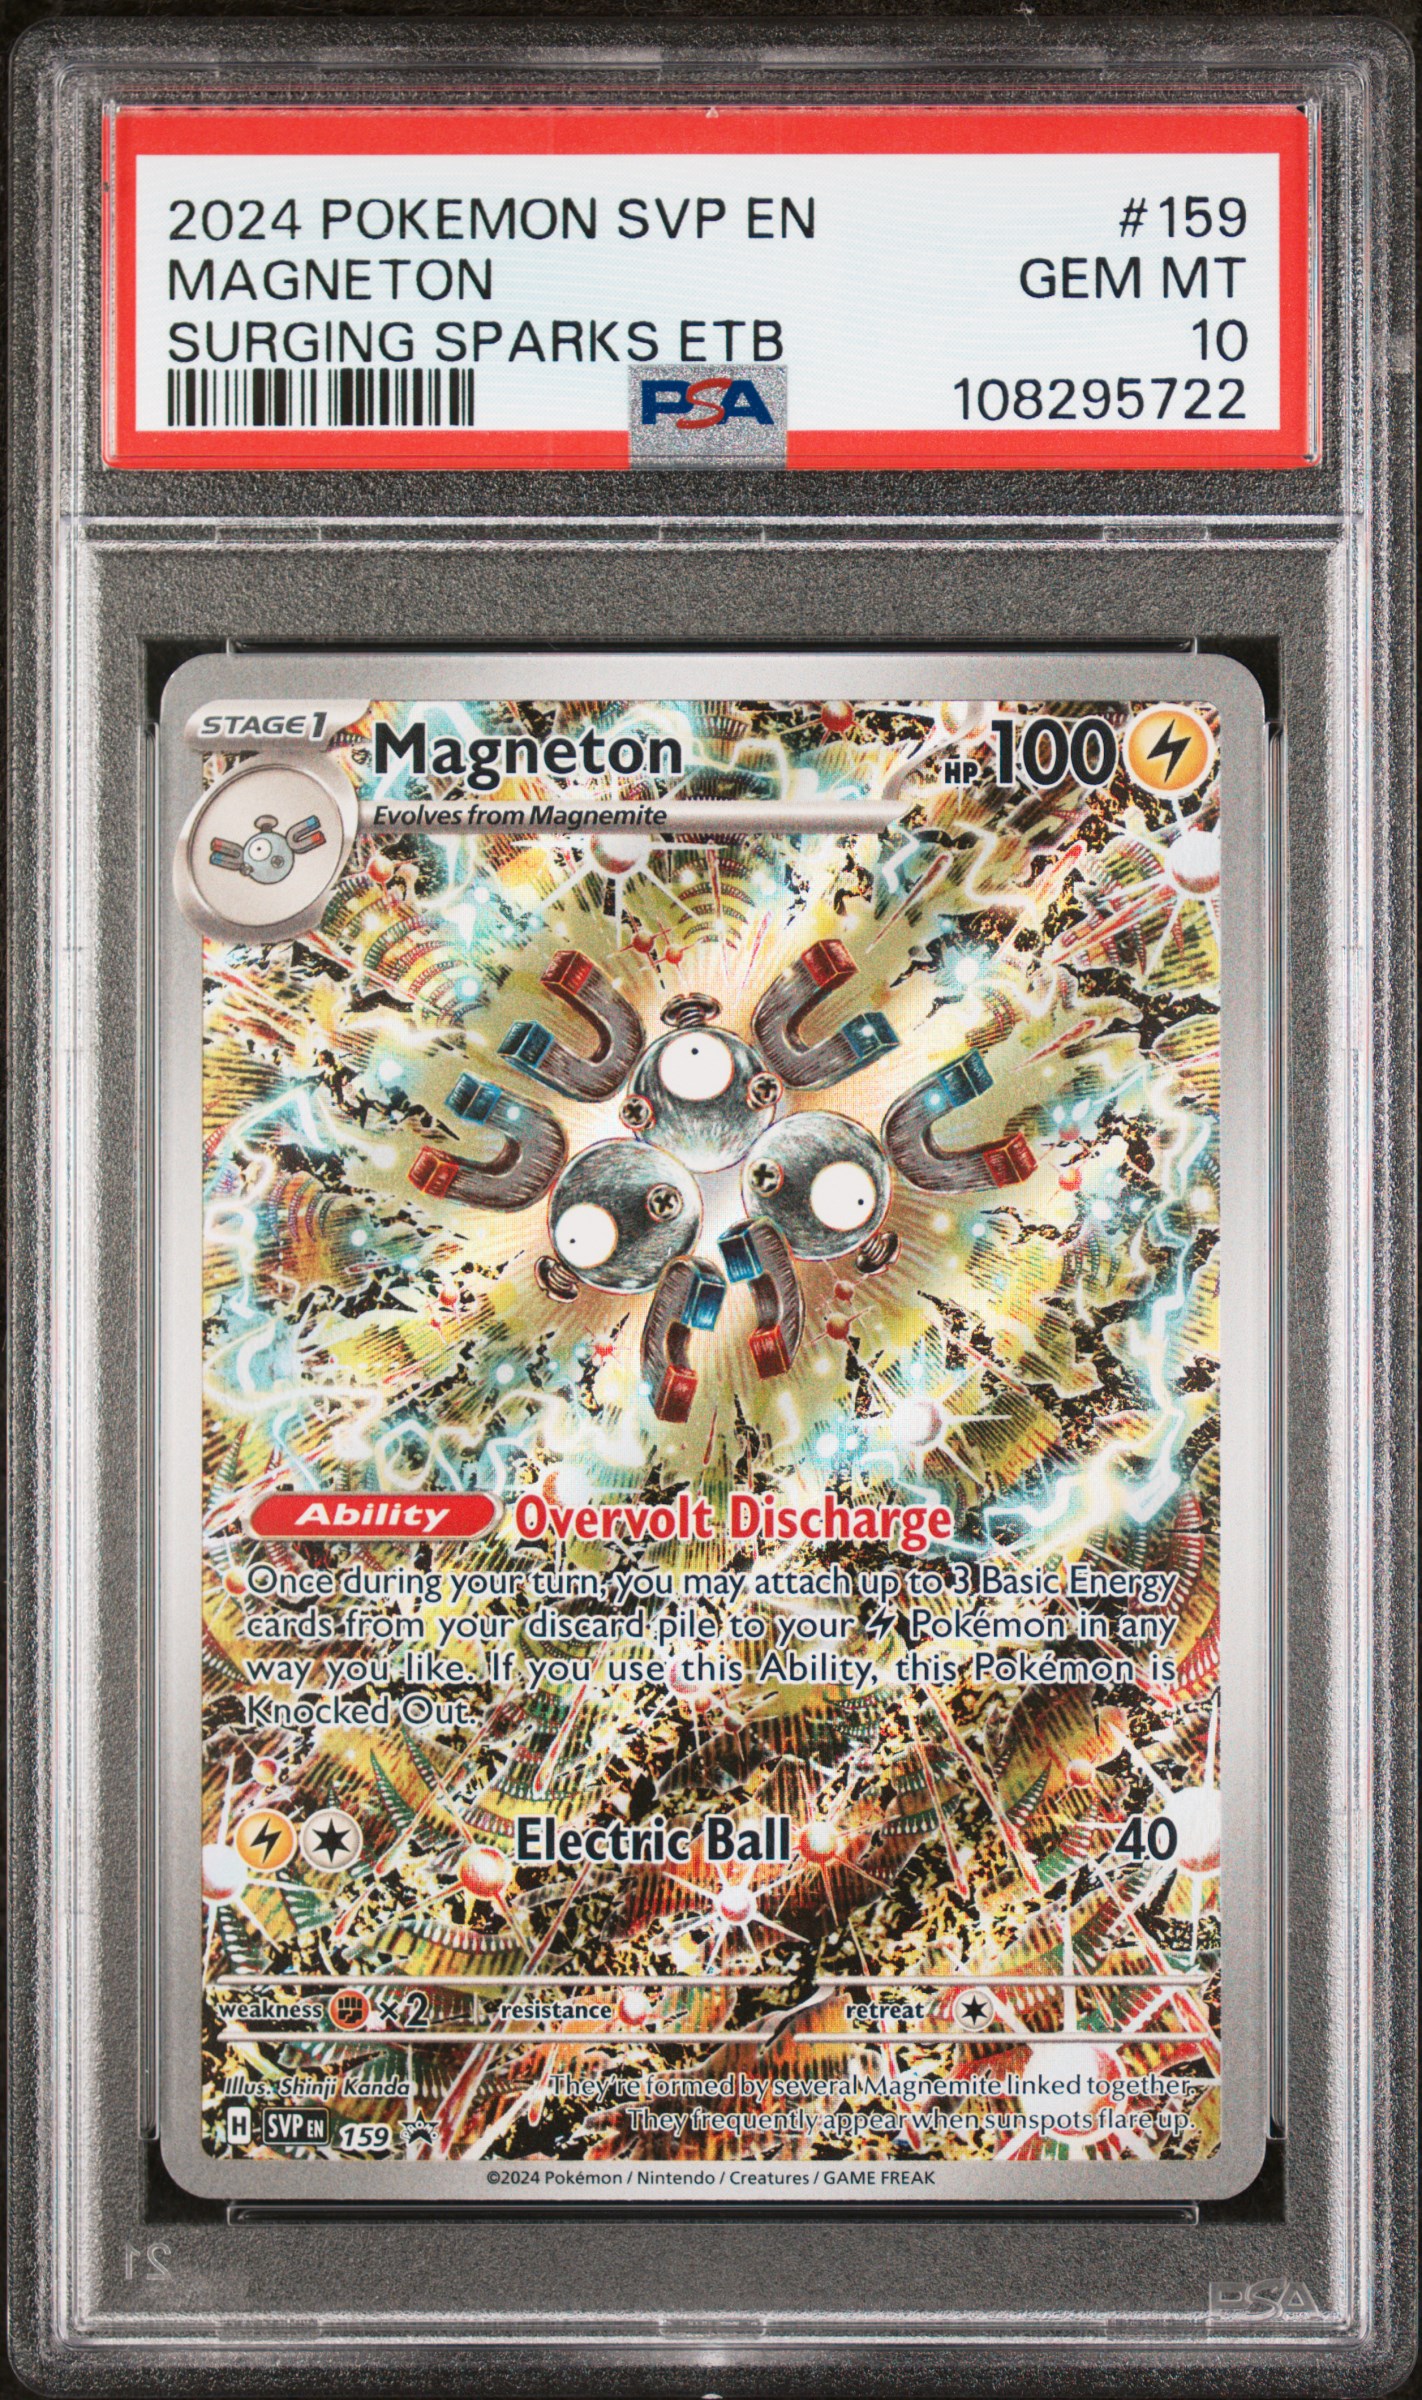 2024 POKEMON SVP EN #159
MAGNETON GEM MT
SURGING SPARKS ETB 10
PSA 108295722
STAGE 1 Magneton HP 100
Evolves from Magnemite
Ability Overvolt Discharge
Once during your turn, you may attach up to 3 Basic Energy
cards from your discard pile to your Pokémon in any
way you like. If you use this Ability, this Pokémon is
Knocked Out.
Electric Ball 40
weakness ×2 resistance retreat
Illus. Shinji Kanda They're formed by several Magnemite linked together.
They frequently appear when sunspots flare up.
H SVP EN 159
©2024 Pokémon / Nintendo / Creatures / GAME FREAK
21
PSA